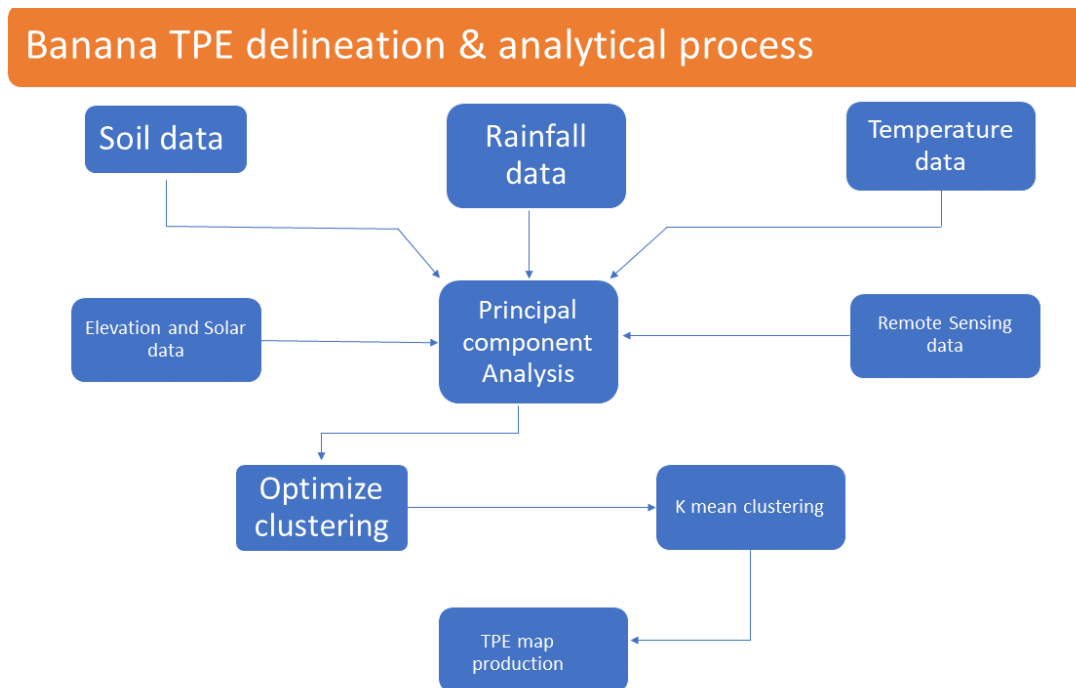 Banana TPE delineation & analytical process
Soil data
Rainfall
data
Temperature
data
Elevation and Solar
data
Principal
component
Analysis
Remote Sensing
data
Optimize
clustering
K mean clustering
TPE map
production